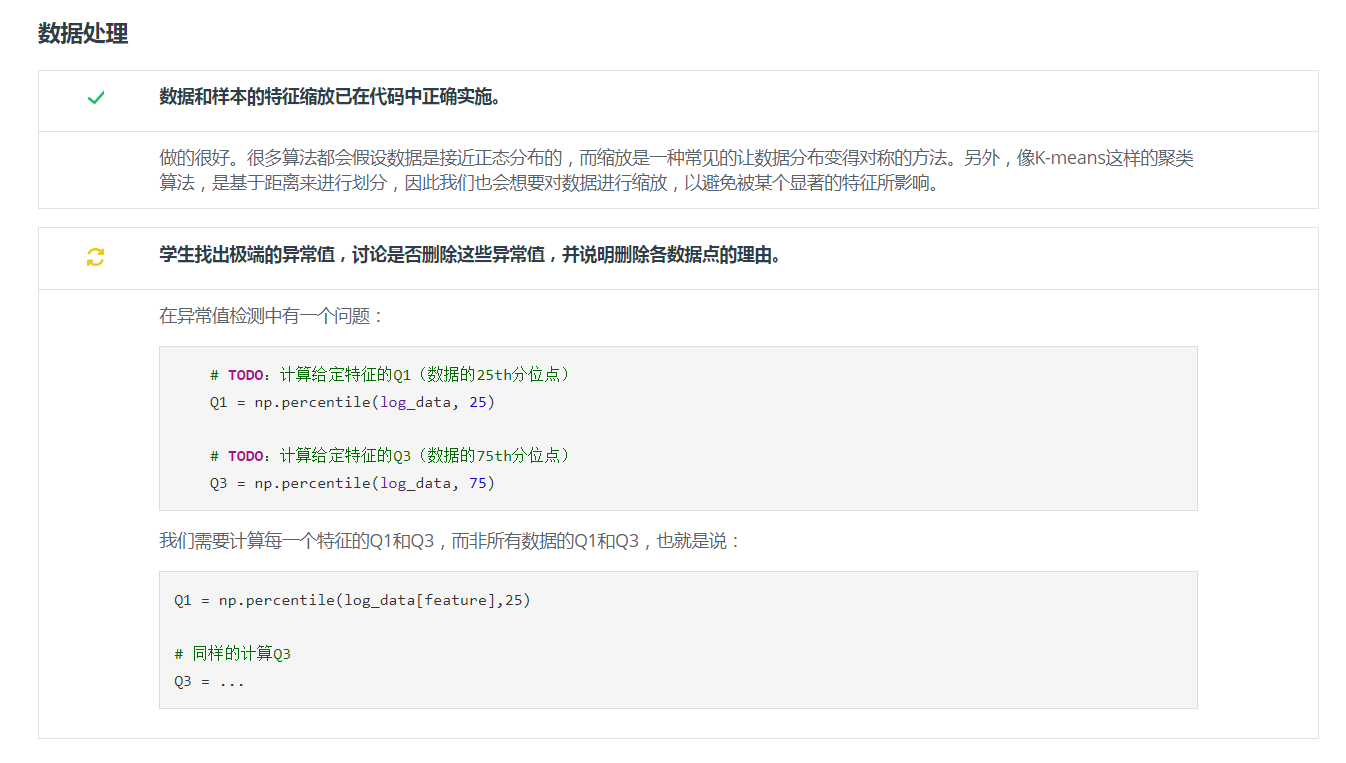 数据处理
数据和样本的特征缩放已在代码中正确实施。
做的很好。很多算法都会假设数据是接近正态分布的，而缩放是一种常见的让数据分布变得对称的方法。另外，像K-means这样的聚类
算法，是基于距离来进行划分，因此我们也会想要对数据进行缩放，以避免被某个显著的特征所影响。
学生找出极端的异常值，讨论是否删除这些异常值，并说明删除各数据点的理由。
在异常值检测中有一个问题：
# TODO：计算给定特征的Q1（数据的25th分位点）
Q1 = np.percentile(log_data, 25)
# TODO：计算给定特征的Q3（数据的75th分位点）
Q3 = np.percentile(log_data, 75)
我们需要计算每一个特征的Q1和Q3，而非所有数据的Q1和Q3，也就是说：
Q1 = np.percentile(log_data[feature],25)
# 同样的计算Q3
Q3 = ...